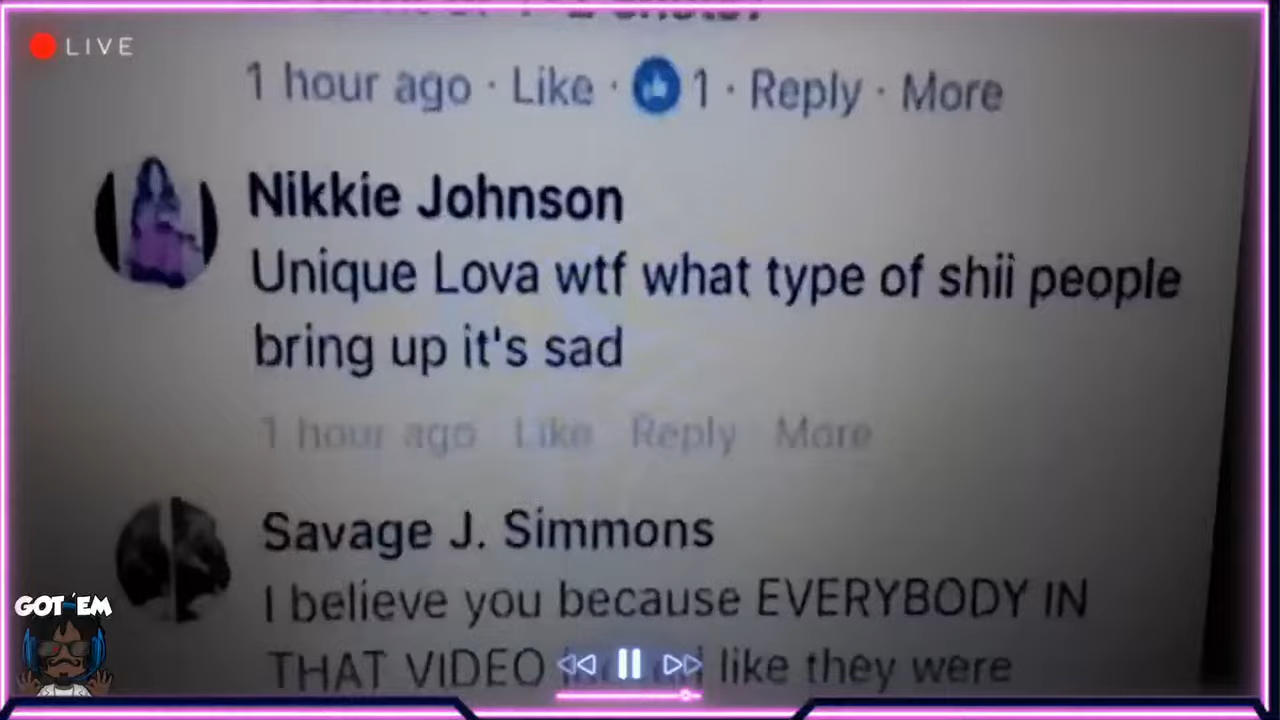 LIVE
1 hour ago · Like · 1 · Reply · More
Nikkie Johnson
Unique Lova wtf what type of shii people
bring up it's sad
1 hour ago Like Reply More
Savage J. Simmons
I believe you because EVERYBODY IN
THAT VIDEO like they were
GOT 'EM